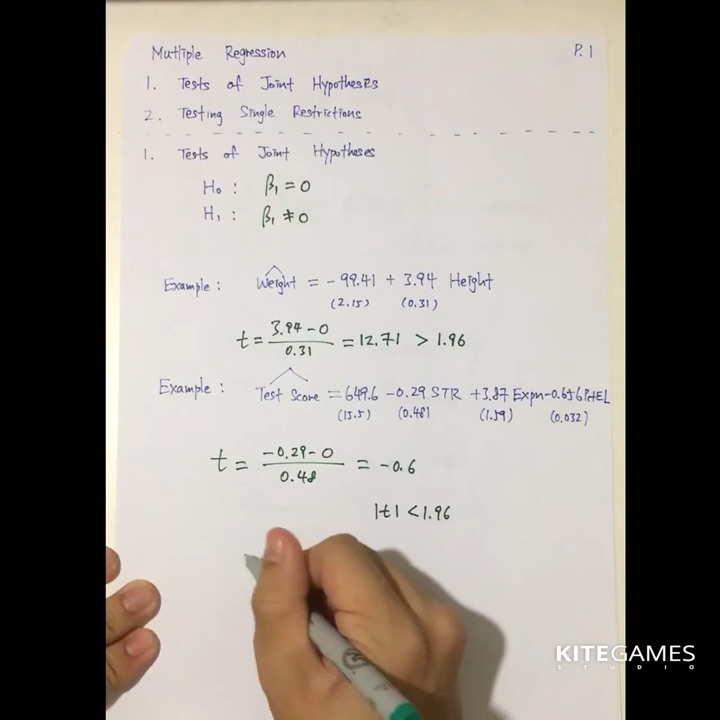 Mutliple Regression P.1
1. Tests of Joint Hypotheses
2. Testing Single Restrictions
1. Tests of Joint Hypotheses
H₀ : β₁ = 0
H₁ : β₁ ≠ 0
Example : Weight = -99.41 + 3.94 Height
(2.15) (0.31)
t = 3.94 - 0 / 0.31 = 12.71 > 1.96
Example : Test Score = 649.6 - 0.29 STR + 3.87 Expn - 0.656 PctEL
(15.5) (0.48) (1.59) (0.032)
t = -0.29 - 0 / 0.48 = -0.6
|t| < 1.96
KITEGAMES
STUDIO